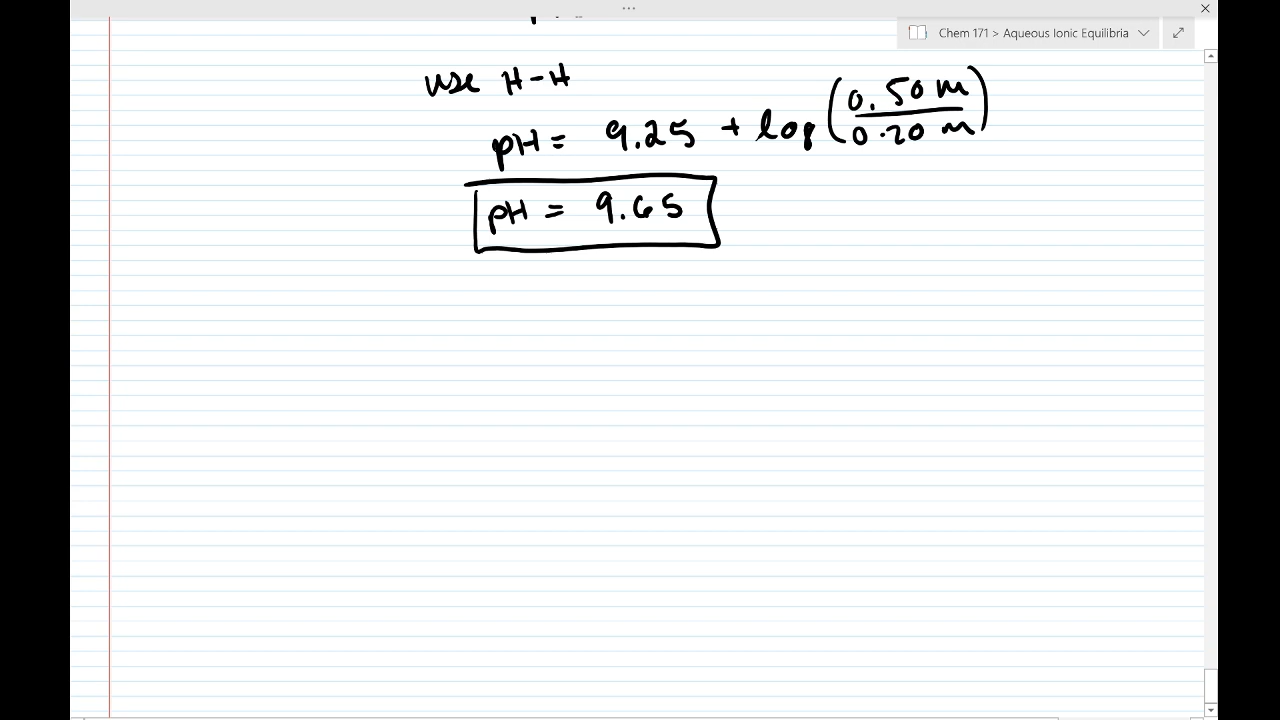 Chem 171 > Aqueous Ionic Equilibria
use H-H
pH = 9.25 + log (0.50 M / 0.20 M)
pH = 9.65